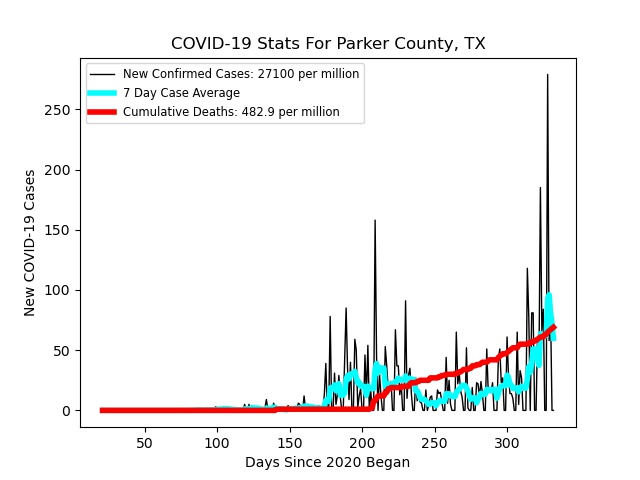 COVID-19 Stats For Parker County, TX
New Confirmed Cases: 27100 per million
7 Day Case Average
Cumulative Deaths: 482.9 per million
New COVID-19 Cases
250
200
150
100
50
0
50 100 150 200 250 300
Days Since 2020 Began